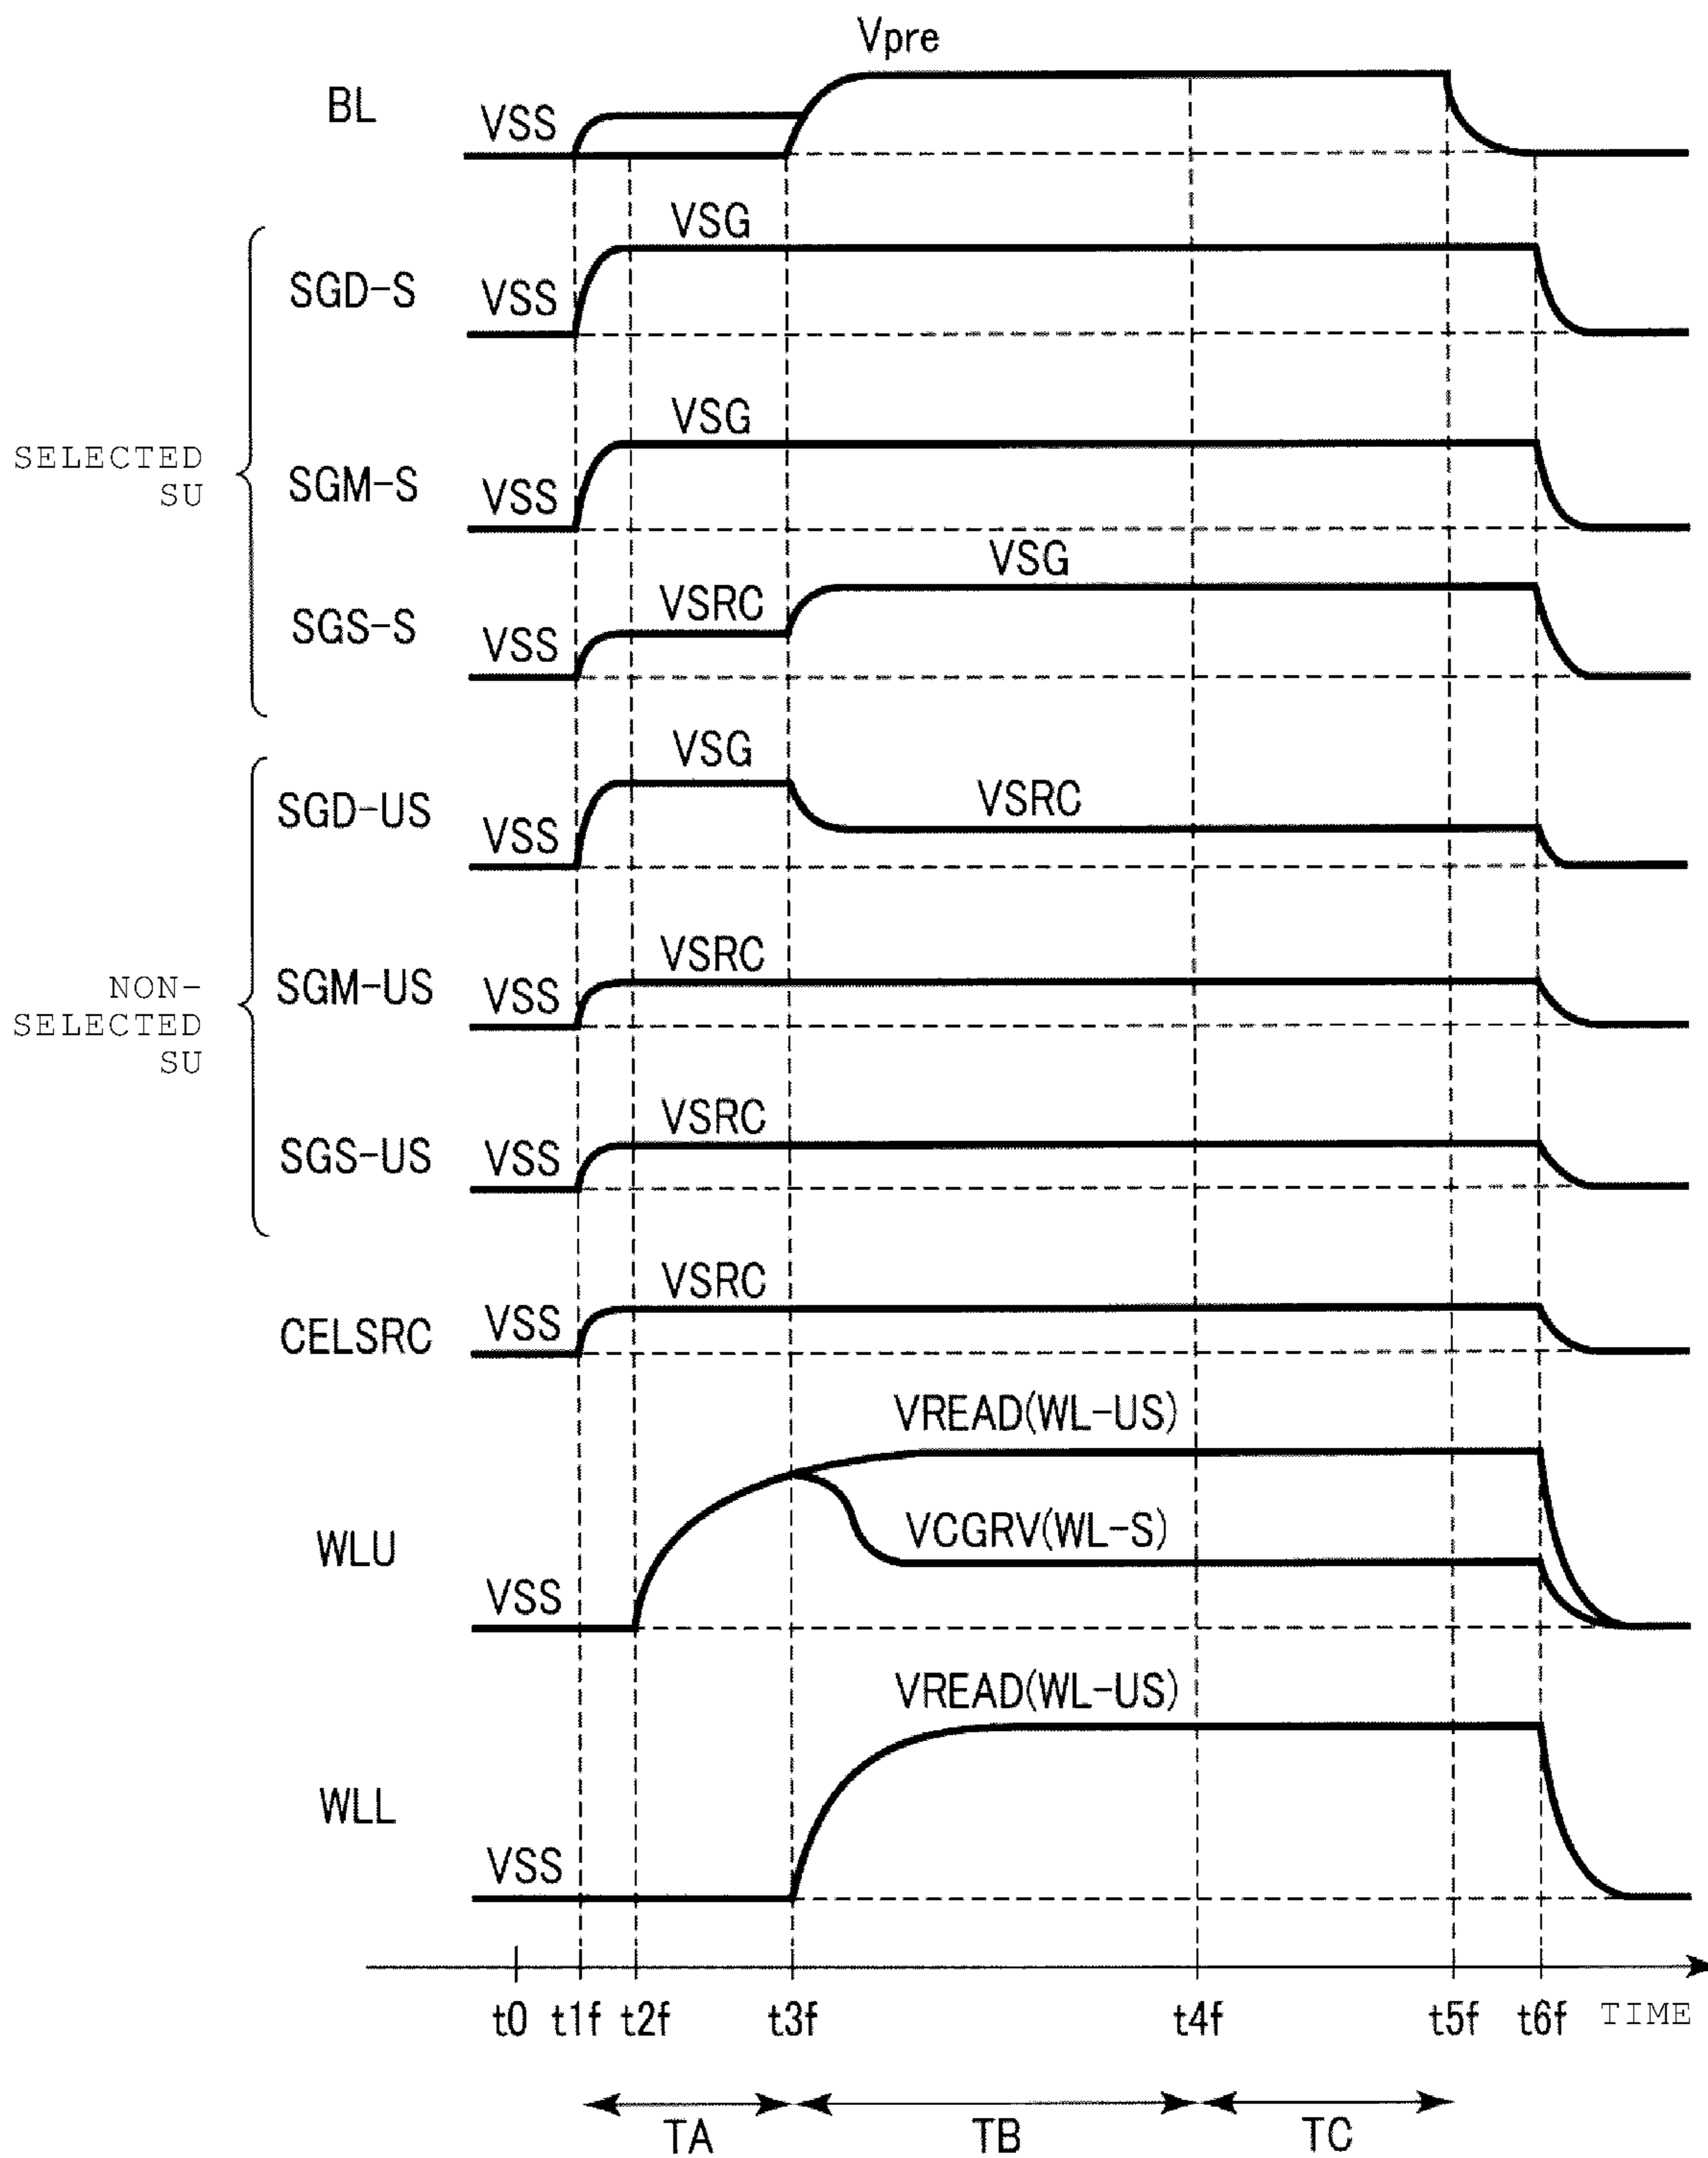 Vpre
BL
VSS
VSG
SGD-S
VSS
VSG
SELECTED
SU
SGM-S
VSS
VSG
VSRC
SGS-S
VSS
VSG
SGD-US
VSRC
VSS
VSRC
NON-
SELECTED
SU
SGM-US
VSS
VSRC
SGS-US
VSS
VSRC
CELSRC
VSS
VREAD(WL-US)
VCGRV(WL-S)
WLU
VSS
VREAD(WL-US)
WLL
VSS
t0 t1f t2f t3f t4f t5f t6f TIME
TA TB TC